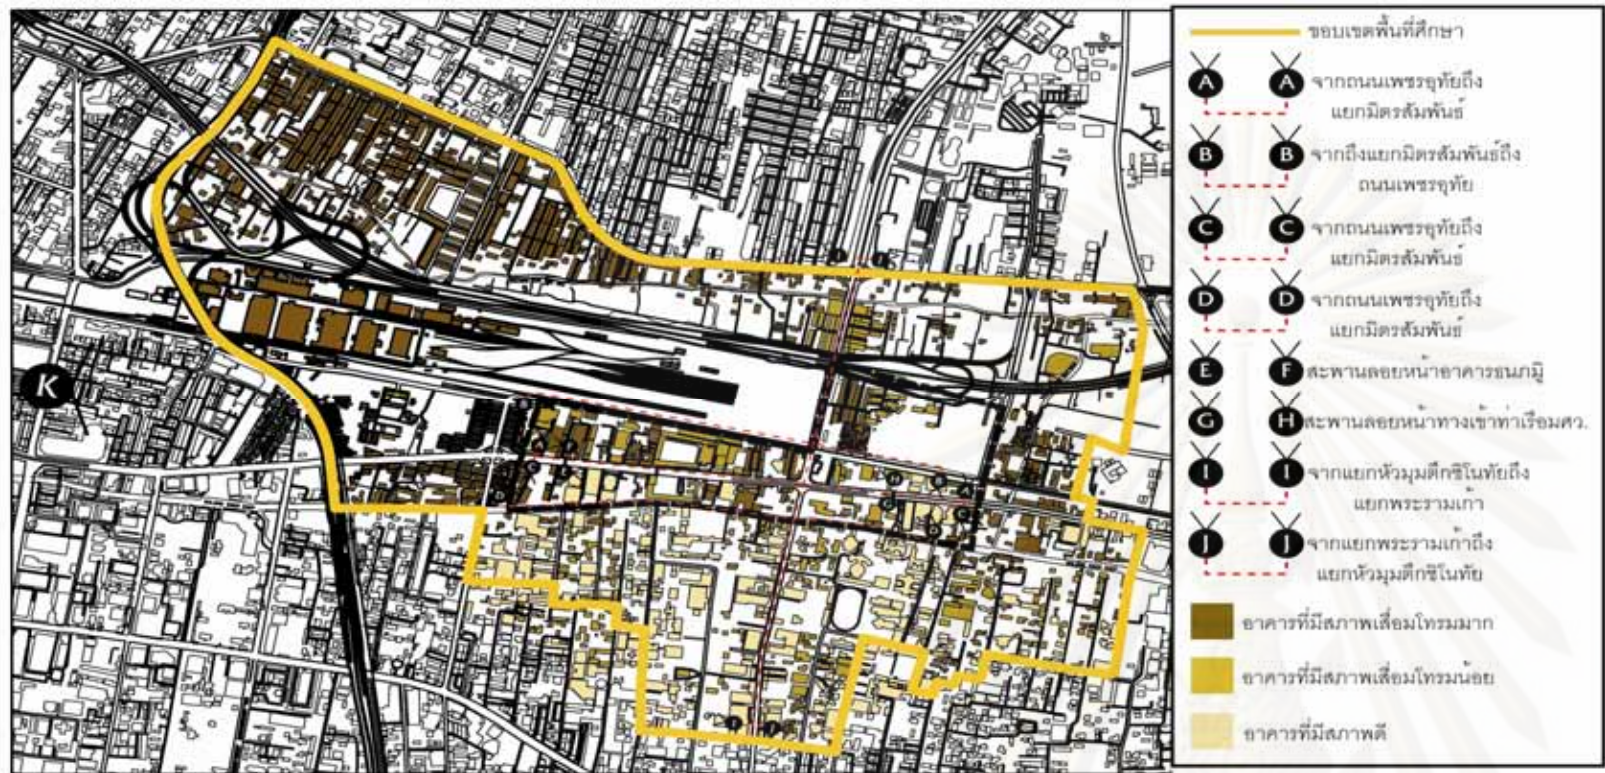 ขอบเขตพื้นที่ศึกษา
A A จากถนนเพชรอุทัยถึง
แยกมิตรสัมพันธ์
B B จากถึงแยกมิตรสัมพันธ์ถึง
ถนนเพชรอุทัย
C C จากถนนเพชรอุทัยถึง
แยกมิตรสัมพันธ์
D D จากถนนเพชรอุทัยถึง
แยกมิตรสัมพันธ์
E F สะพานลอยหน้าอาคารธนภูมิ
G H สะพานลอยหน้าทางเข้าท่าเรือมศว.
I I จากแยกหัวมุมตึกชิโนทัยถึง
แยกพระรามเก้า
J J จากแยกพระรามเก้าถึง
แยกหัวมุมตึกชิโนทัย
อาคารที่มีสภาพเสื่อมโทรมมาก
อาคารที่มีสภาพเสื่อมโทรมน้อย
อาคารที่มีสภาพดี
K